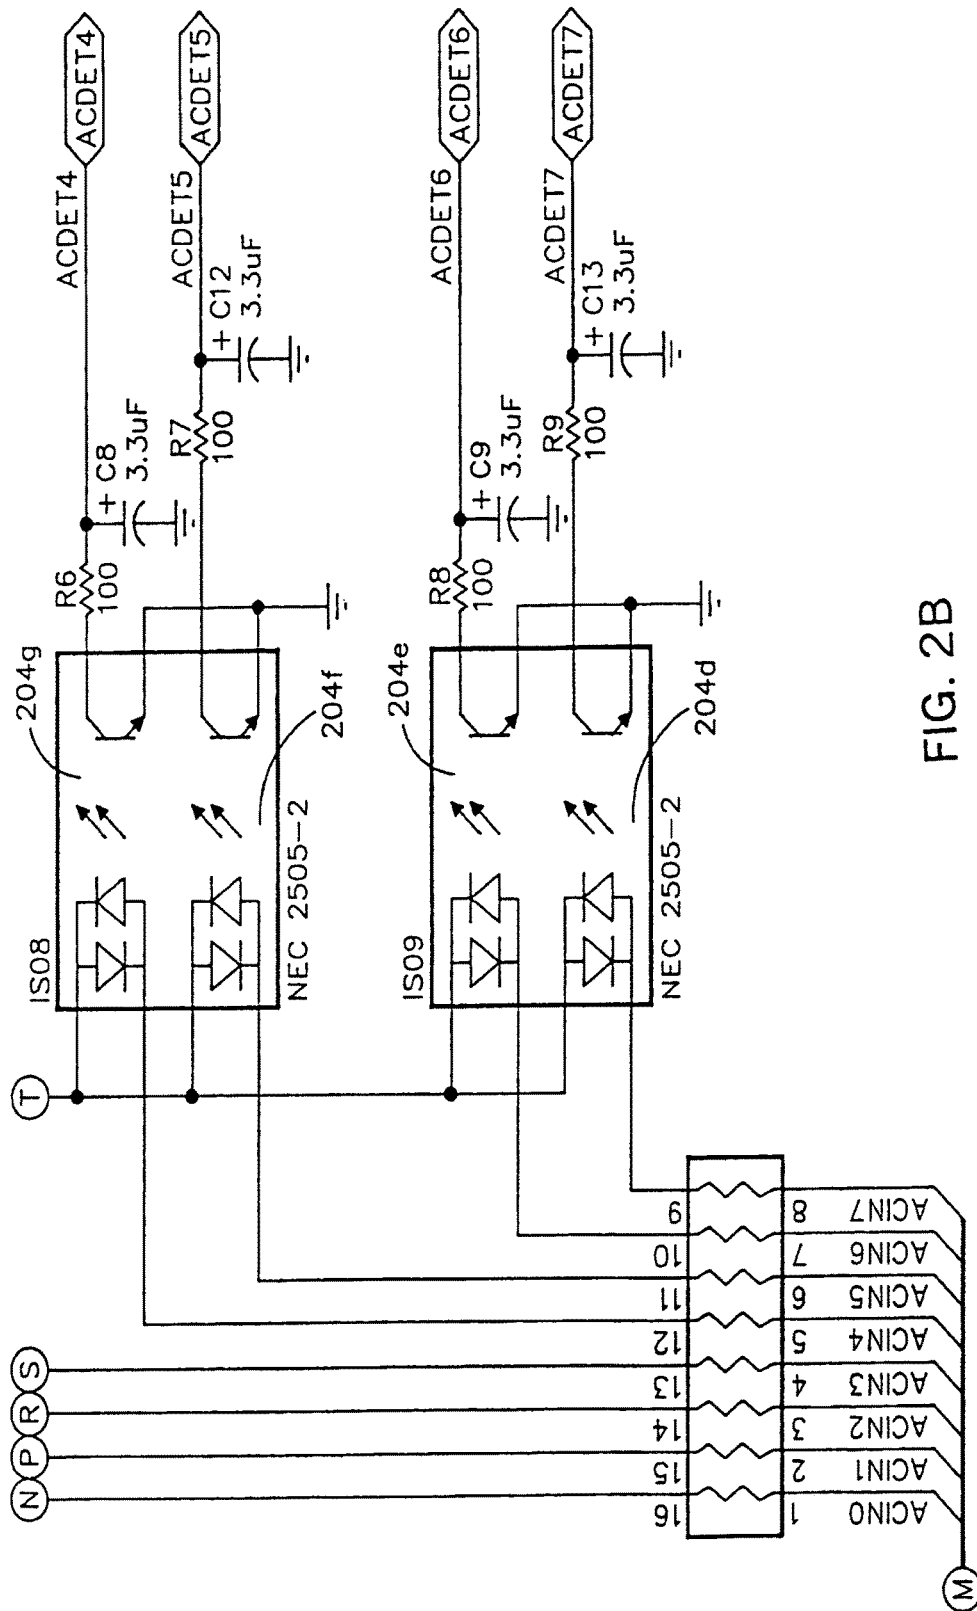 ACDET4
ACDET4
ACDET5
ACDET5
ACDET6
ACDET6
ACDET7
ACDET7
+ C8
3.3uF
+ C12
3.3uF
+ C9
3.3uF
+ C13
3.3uF
R6
100
R7
100
R8
100
R9
100
204g
204f
204e
204d
ISO8
NEC 2505-2
ISO9
NEC 2505-2
T
S
R
P
N
9
10
11
12
13
14
15
16
8
7
6
5
4
3
2
1
ACIN7
ACIN6
ACIN5
ACIN4
ACIN3
ACIN2
ACIN1
ACIN0
M
FIG. 2B